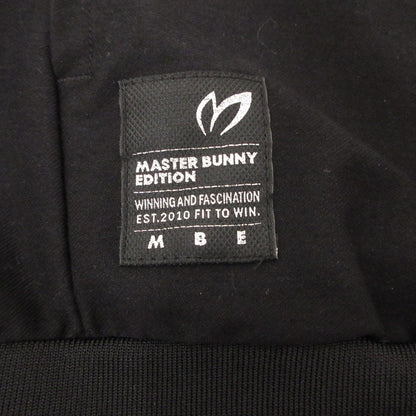 MASTER BUNNY
EDITION
WINNING AND FASCINATION
EST.2010 FIT TO WIN.
M B E